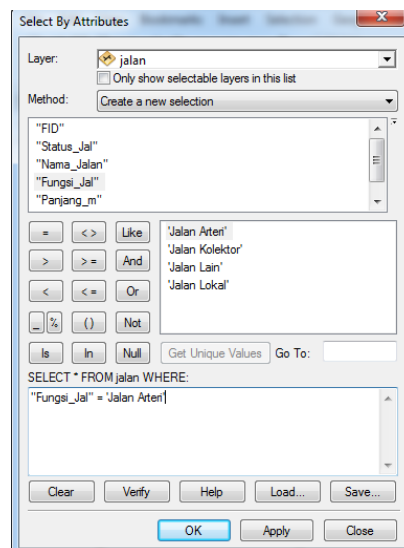 Select By Attributes
Layer: jalan
Only show selectable layers in this list
Method: Create a new selection
"FID"
"Status_Jal"
"Nama_Jalan"
"Fungsi_Jal"
"Panjang_m"
= <> Like 'Jalan Arteri'
'Jalan Kolektor'
> >= And 'Jalan Lain'
'Jalan Lokal'
< <= Or
_ % () Not
Is In Null Get Unique Values Go To:
SELECT * FROM jalan WHERE:
"Fungsi_Jal" = 'Jalan Arteri'
Clear Verify Help Load... Save...
OK Apply Close